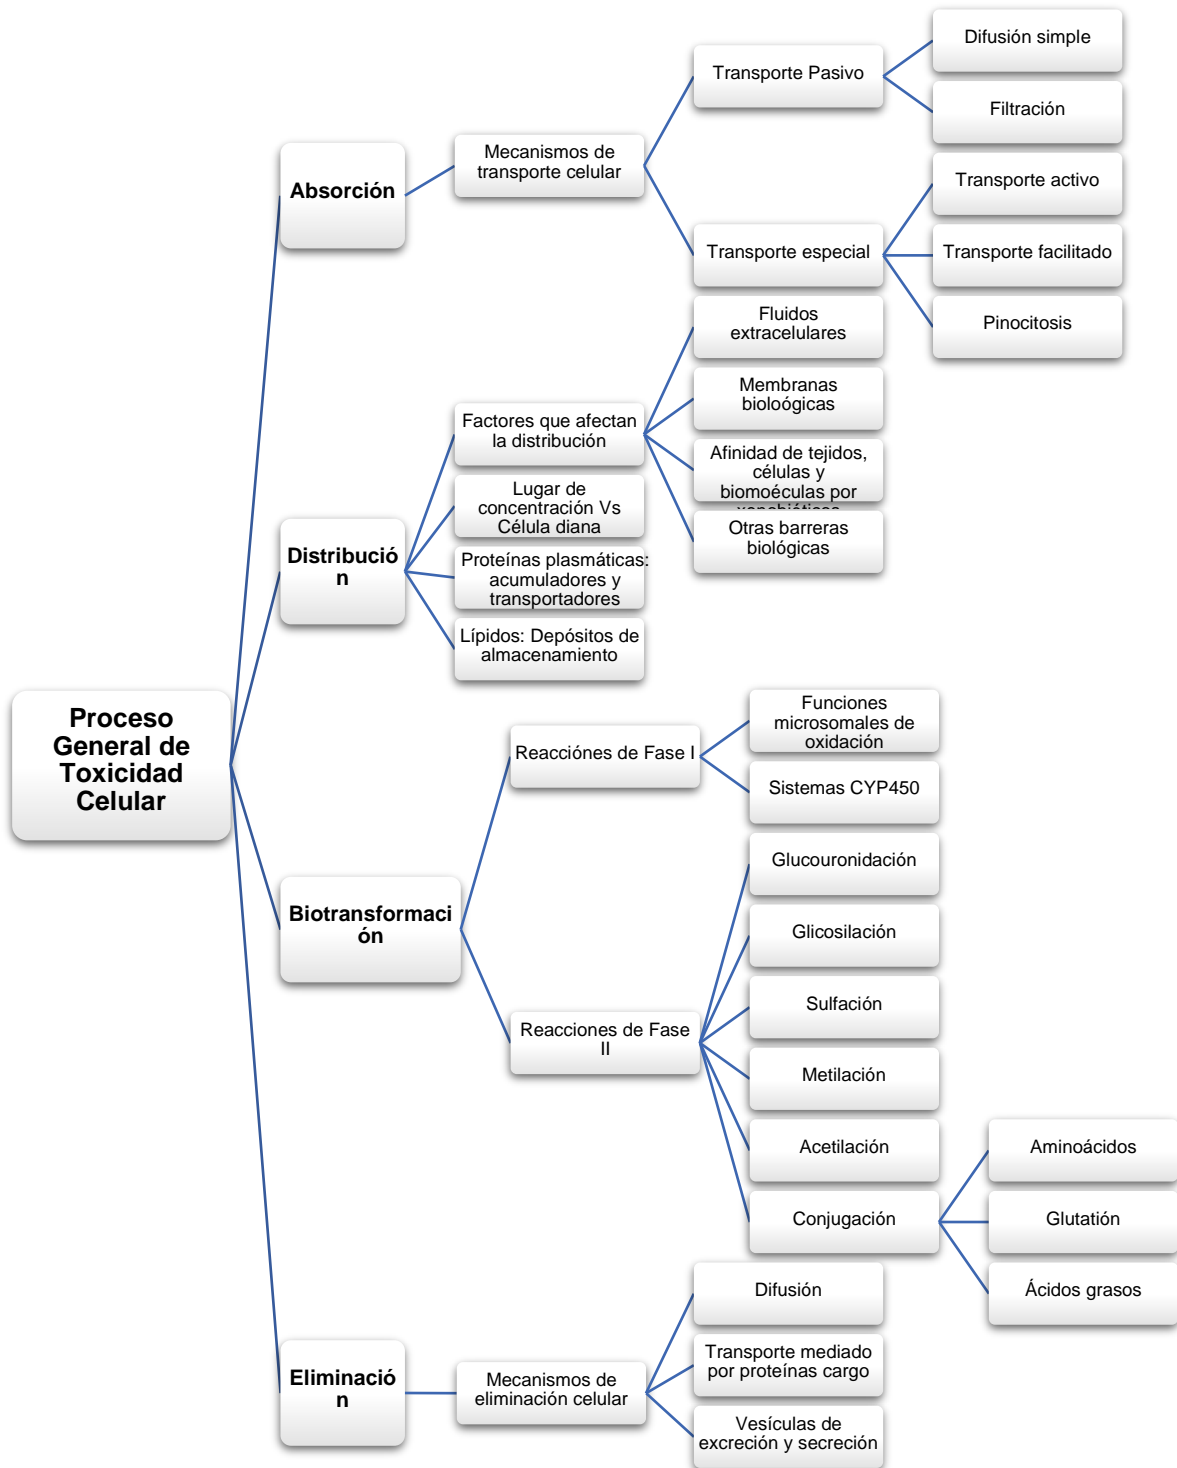 Proceso
General de
Toxicidad
Celular
Absorción
Mecanismos de
transporte celular
Transporte Pasivo
Difusión simple
Filtración
Transporte especial
Transporte activo
Transporte facilitado
Pinocitosis
Distribució
n
Factores que afectan
la distribución
Fluidos
extracelulares
Membranas
bioloógicas
Afinidad de tejidos,
células y
biomoéculas por
xenobióticos
Otras barreras
biológicas
Lugar de
concentración Vs
Célula diana
Proteínas plasmáticas:
acumuladores y
transportadores
Lípidos: Depósitos de
almacenamiento
Biotransformaci
ón
Reacciónes de Fase I
Funciones
microsomales de
oxidación
Sistemas CYP450
Reacciones de Fase
II
Glucouronidación
Glicosilación
Sulfación
Metilación
Acetilación
Conjugación
Aminoácidos
Glutatión
Ácidos grasos
Eliminació
n
Mecanismos de
eliminación celular
Difusión
Transporte mediado
por proteínas cargo
Vesículas de
excreción y secreción